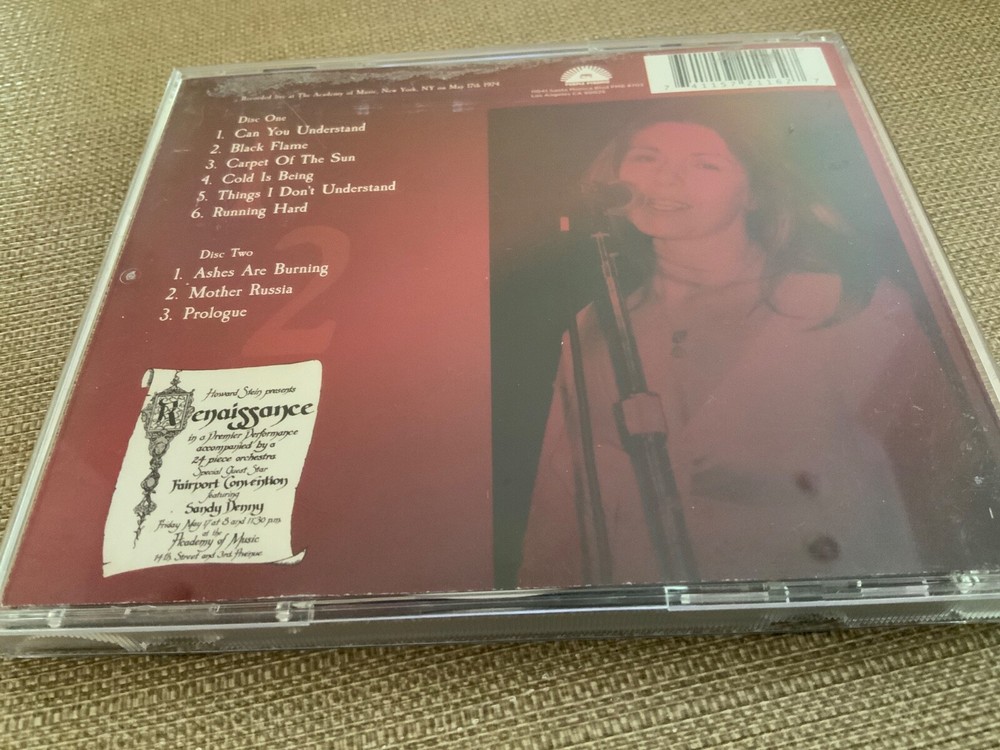 Recorded live at The Academy of Music, New York, NY on May 17th 1974
Disc One
1. Can You Understand
2. Black Flame
3. Carpet Of The Sun
4. Cold Is Being
5. Things I Don't Understand
6. Running Hard
Disc Two
1. Ashes Are Burning
2. Mother Russia
3. Prologue
2
Howard Stein presents
Renaissance
in a Premier Performance
accompanied by a
24 piece orchestra
Special Guest Star
Fairport Convention
featuring
Sandy Denny
Friday May 17 at 8 and 11:30 p.m.
at the
Academy of Music
14th Street and 3rd Avenue
Los Angeles CA